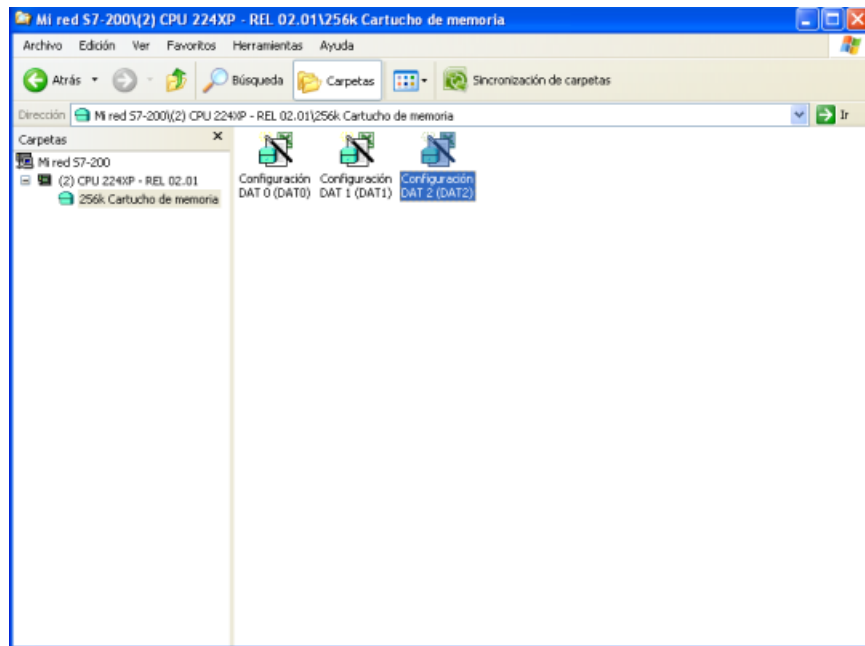 Mi red S7-200\(2) CPU 224XP - REL 02.01\256k Cartucho de memoria
Archivo Edición Ver Favoritos Herramientas Ayuda
Atrás Búsqueda Carpetas Sincronización de carpetas
Dirección Mi red S7-200\(2) CPU 224XP - REL 02.01\256k Cartucho de memoria Ir
Carpetas
Mi red S7-200
(2) CPU 224XP - REL 02.01
256k Cartucho de memoria
Configuración DAT 0 (DAT0)
Configuración DAT 1 (DAT1)
Configuración DAT 2 (DAT2)